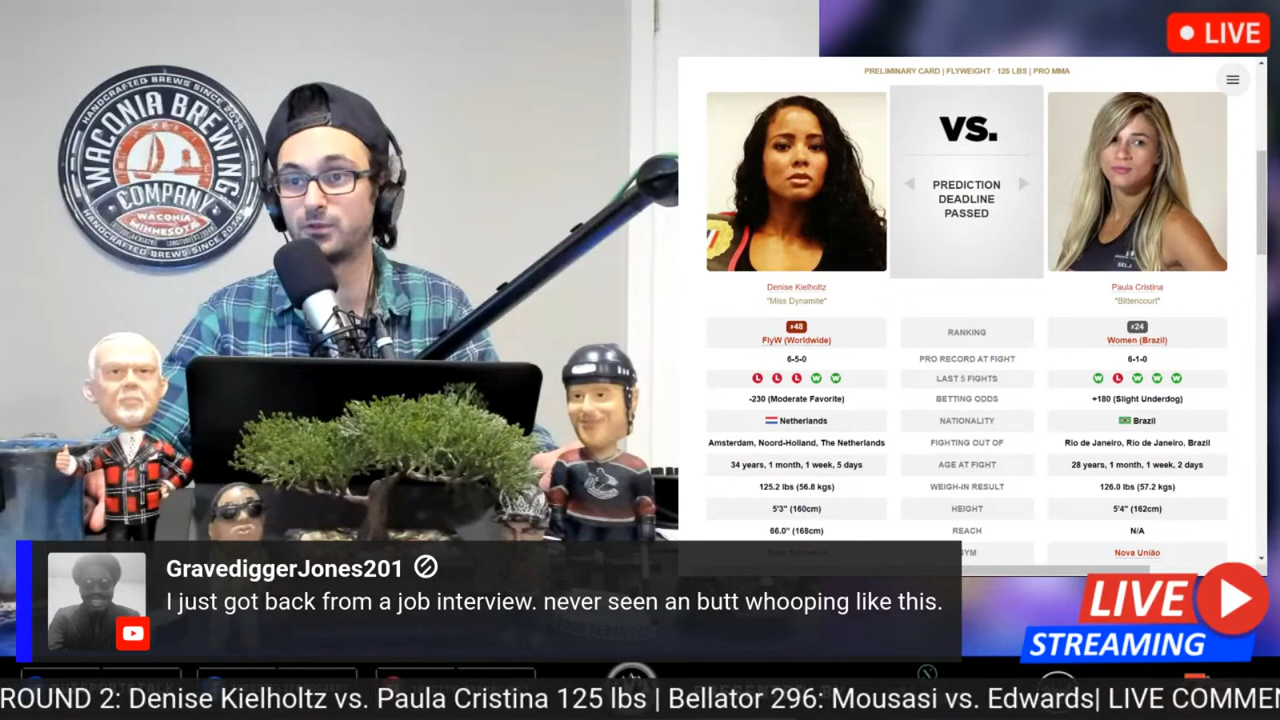 HANDCRAFTED BREWS SINCE 2014
WACONIA BREWING
COMPANY
WACONIA
MINNESOTA
HANDCRAFTED BREWS SINCE 2014
LIVE
PRELIMINARY CARD | FLYWEIGHT · 125 LBS | PRO MMA
VS.
PREDICTION
DEADLINE
PASSED
Denise Kielholtz
"Miss Dynamite"
Paula Cristina
"Bittencourt"
#48
FlyW (Worldwide)
RANKING
#24
Women (Brazil)
6-5-0 PRO RECORD AT FIGHT 6-1-0
L L L W W LAST 5 FIGHTS W L W W W
-230 (Moderate Favorite) BETTING ODDS +180 (Slight Underdog)
Netherlands NATIONALITY Brazil
Amsterdam, Noord-Holland, The Netherlands FIGHTING OUT OF Rio de Janeiro, Rio de Janeiro, Brazil
34 years, 1 month, 1 week, 5 days AGE AT FIGHT 28 years, 1 month, 1 week, 2 days
125.2 lbs (56.8 kgs) WEIGH-IN RESULT 126.0 lbs (57.2 kgs)
5'3" (160cm) HEIGHT 5'4" (162cm)
66.0" (168cm) REACH N/A
Nova União
GravediggerJones201
I just got back from a job interview. never seen an butt whooping like this.
LIVE
STREAMING
ROUND 2: Denise Kielholtz vs. Paula Cristina 125 lbs | Bellator 296: Mousasi vs. Edwards| LIVE COMME